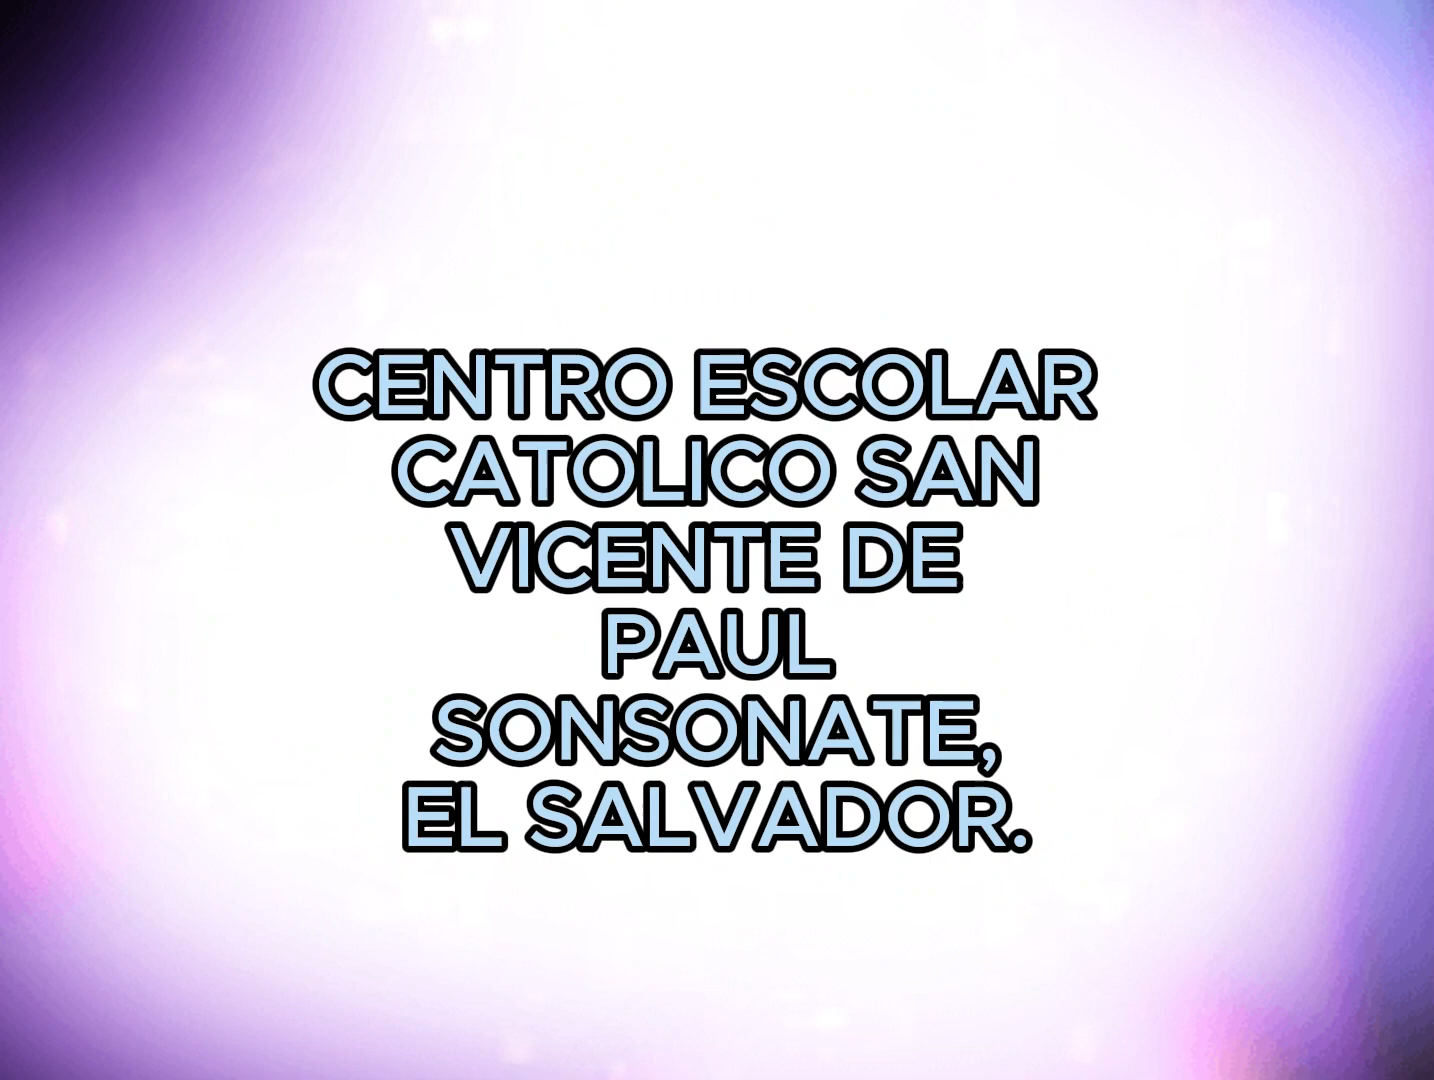 CENTRO ESCOLAR
CATOLICO SAN
VICENTE DE
PAUL
SONSONATE,
EL SALVADOR.